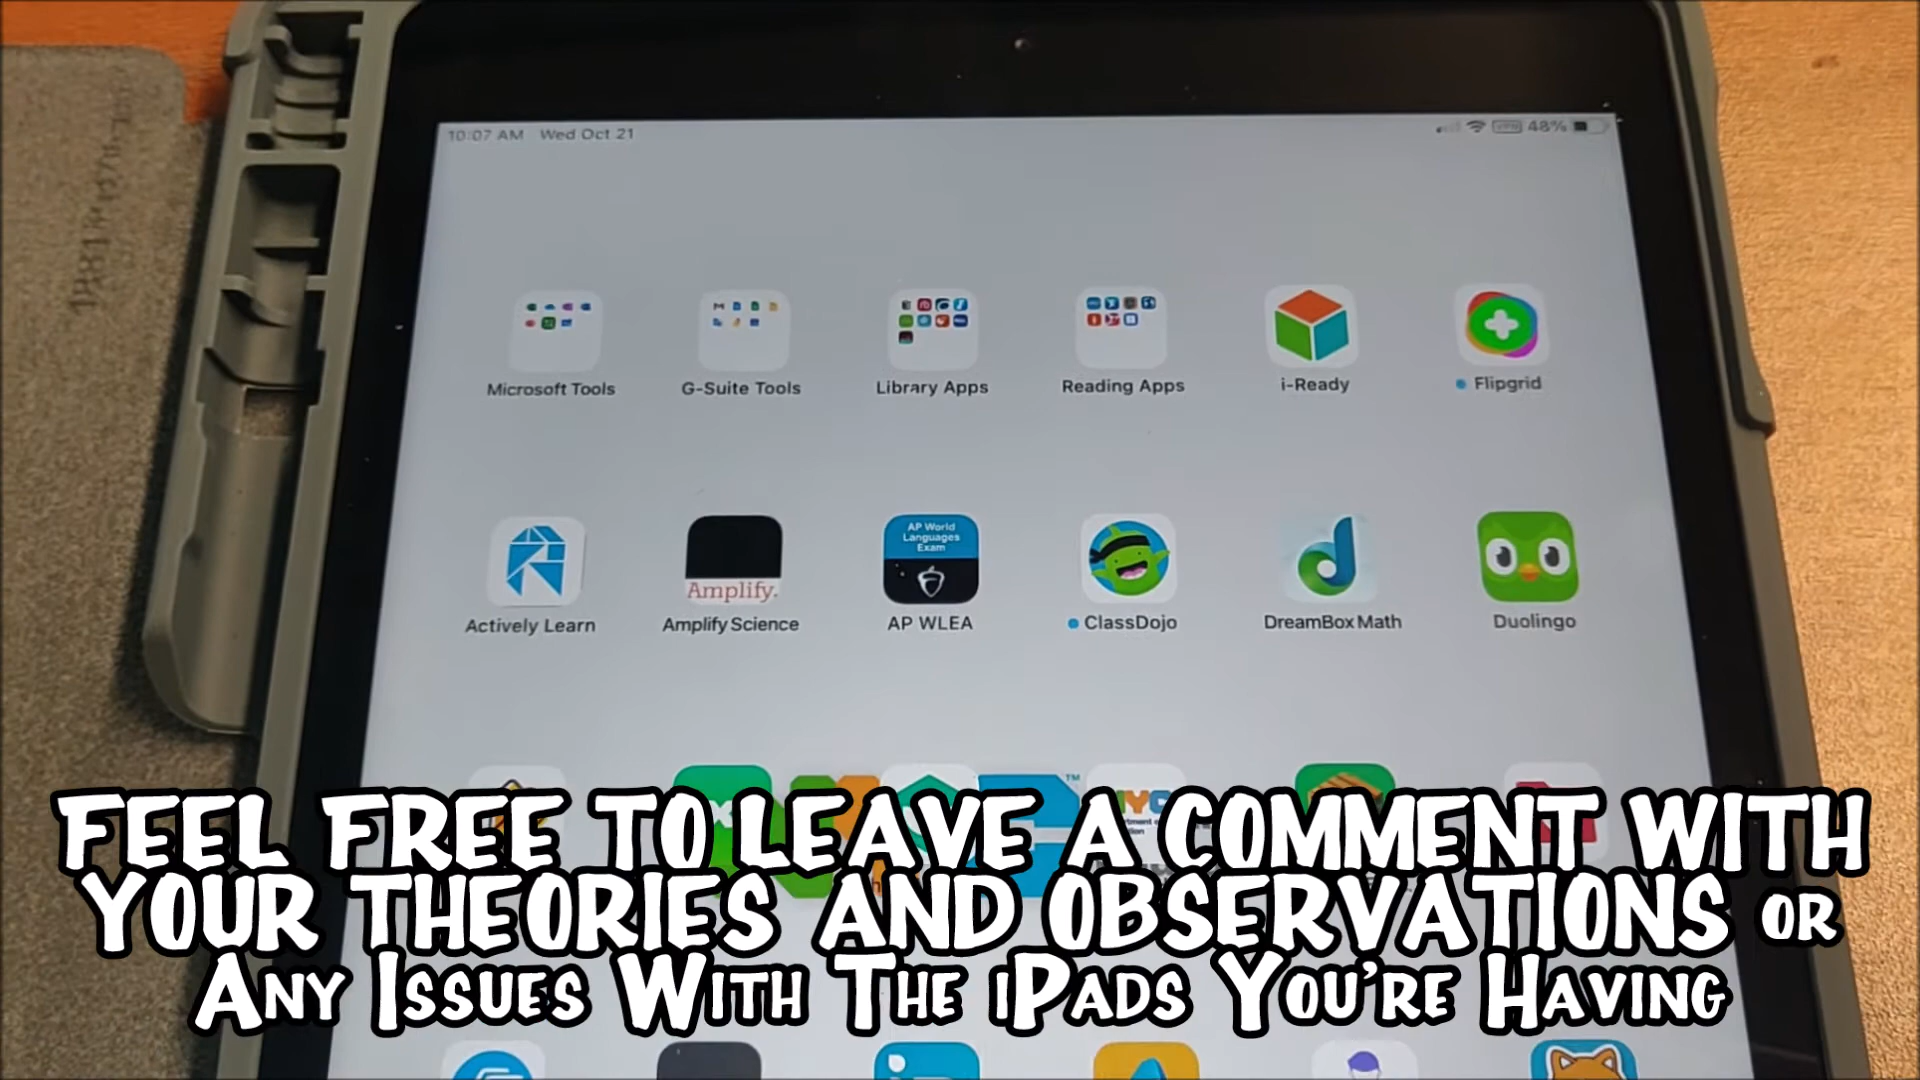 10:07 AM Wed Oct 21
VPN 48%
Microsoft Tools
G-Suite Tools
Library Apps
Reading Apps
i-Ready
Flipgrid
Amplify.
AP World
Languages
Exam
Actively Learn
Amplify Science
AP WLEA
ClassDojo
DreamBox Math
Duolingo
TM
FEEL FREE TO LEAVE A COMMENT WITH
YOUR THEORIES AND OBSERVATIONS OR
ANY ISSUES WITH THE iPADS YOU'RE HAVING